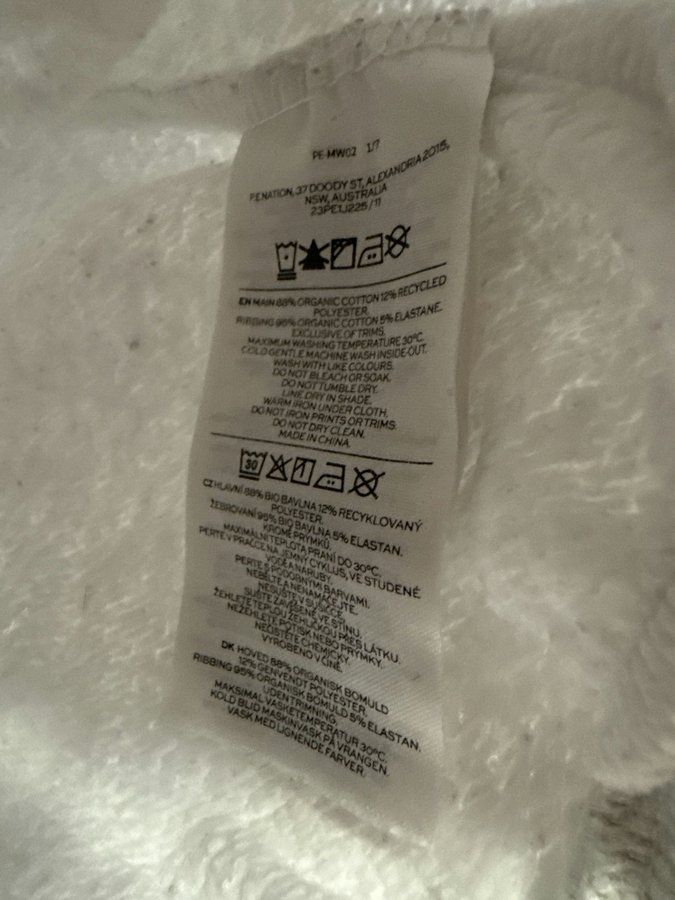 PE-MW02 1/7
P.E NATION, 37 DOODY ST, ALEXANDRIA 2015,
NSW, AUSTRALIA
23PE1J225 / 11
EN MAIN 88% ORGANIC COTTON 12% RECYCLED
POLYESTER.
RIBBING 95% ORGANIC COTTON 5% ELASTANE.
EXCLUSIVE OF TRIMS.
MAXIMUM WASHING TEMPERATURE 30ºC.
COLD GENTLE MACHINE WASH INSIDE-OUT.
WASH WITH LIKE COLOURS.
DO NOT BLEACH OR SOAK.
DO NOT TUMBLE DRY.
LINE DRY IN SHADE.
WARM IRON UNDER CLOTH.
DO NOT IRON PRINTS OR TRIMS.
DO NOT DRY CLEAN.
MADE IN CHINA.
30
CZ HLAVNÍ 88% BIO BAVLNA 12% RECYKLOVANÝ
POLYESTER.
ŽEBROVÁNÍ 95% BIO BAVLNA 5% ELASTAN.
KROMĚ PRÝMKŮ.
MAXIMÁLNÍ TEPLOTA PRANÍ DO 30ºC.
PERTE V PRAČCE NA JEMNÝ CYKLUS, VE STUDENÉ
VODĚ A NARUBY.
PERTE S PODOBNÝMI BARVAMI.
NEBĚLTE A NENAMÁČEJTE.
NESUŠTE V SUŠIČCE.
SUŠTE ZAVĚŠENÉ VE STÍNU.
ŽEHLETE TEPLOU ŽEHLIČKOU PŘES LÁTKU.
NEŽEHLETE POTISK NEBO PRÝMKY.
NEČISTĚTE CHEMICKY.
VYROBENO V ČÍNĚ.
DK HOVED 88% ORGANISK BOMULD
12% GENVENDT POLYESTER.
RIBBING 95% ORGANISK BOMULD 5% ELASTAN.
UDEN TRIMNING.
MAKSIMAL VASKETEMPERATUR 30ºC.
KOLD BLID MASKINVASK PÅ VRANGEN.
VASK MED LIGNENDE FARVER.